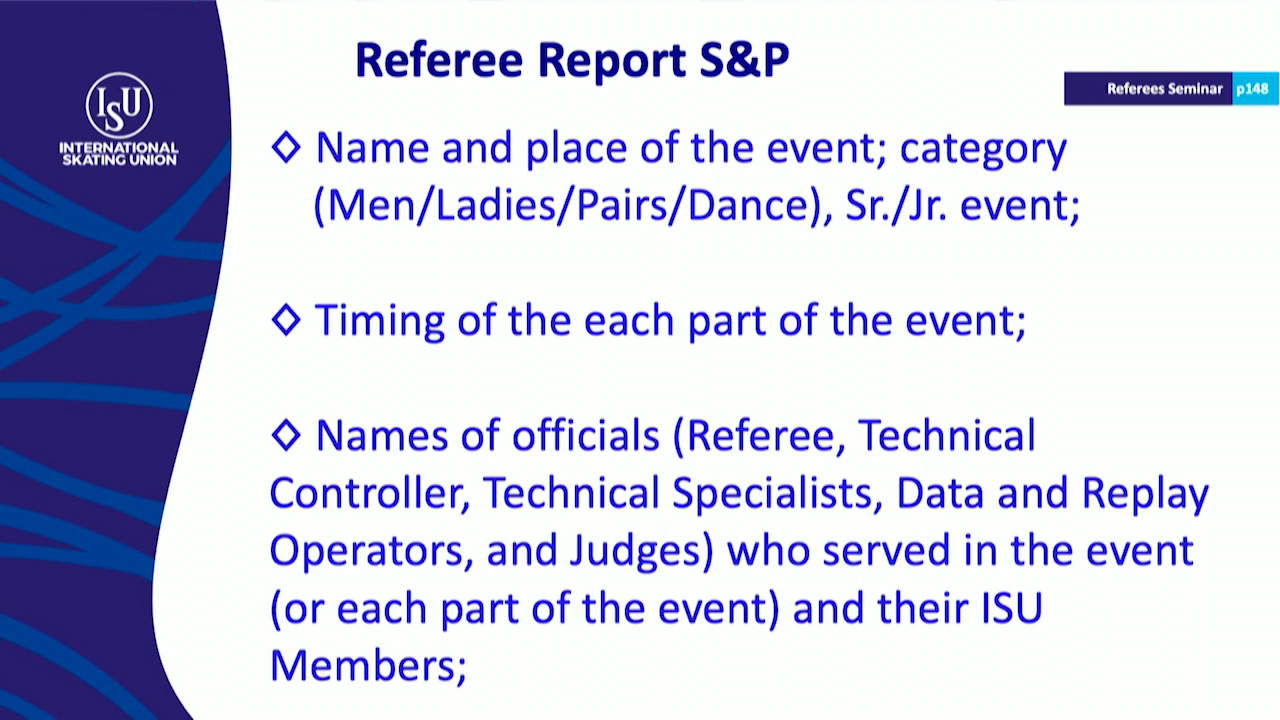 Referee Report S&P
Referees Seminar p148
ISU
INTERNATIONAL
SKATING UNION
◇ Name and place of the event; category
(Men/Ladies/Pairs/Dance), Sr./Jr. event;
◇ Timing of the each part of the event;
◇ Names of officials (Referee, Technical
Controller, Technical Specialists, Data and Replay
Operators, and Judges) who served in the event
(or each part of the event) and their ISU
Members;